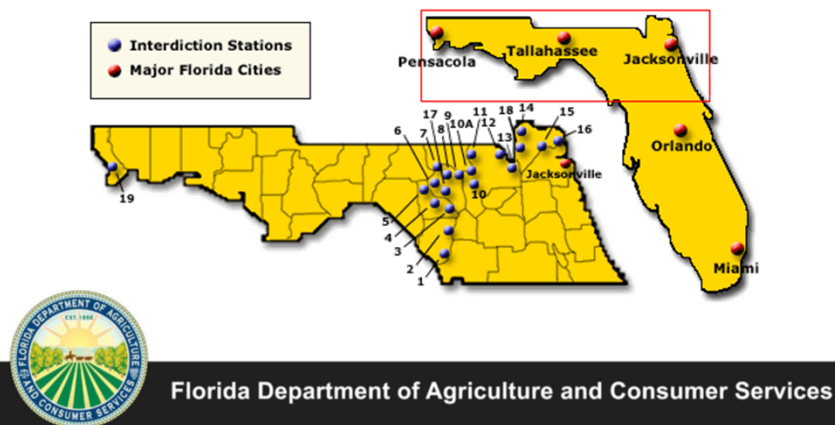 Interdiction Stations
Major Florida Cities
Pensacola
Tallahassee
Jacksonville
Orlando
Miami
17
9
10A
11
12
18
14
15
16
6
7
8
13
Jacksonville
10
19
5
4
3
2
1
FLORIDA DEPARTMENT OF AGRICULTURE
EST. 1868
AND CONSUMER SERVICES
Florida Department of Agriculture and Consumer Services